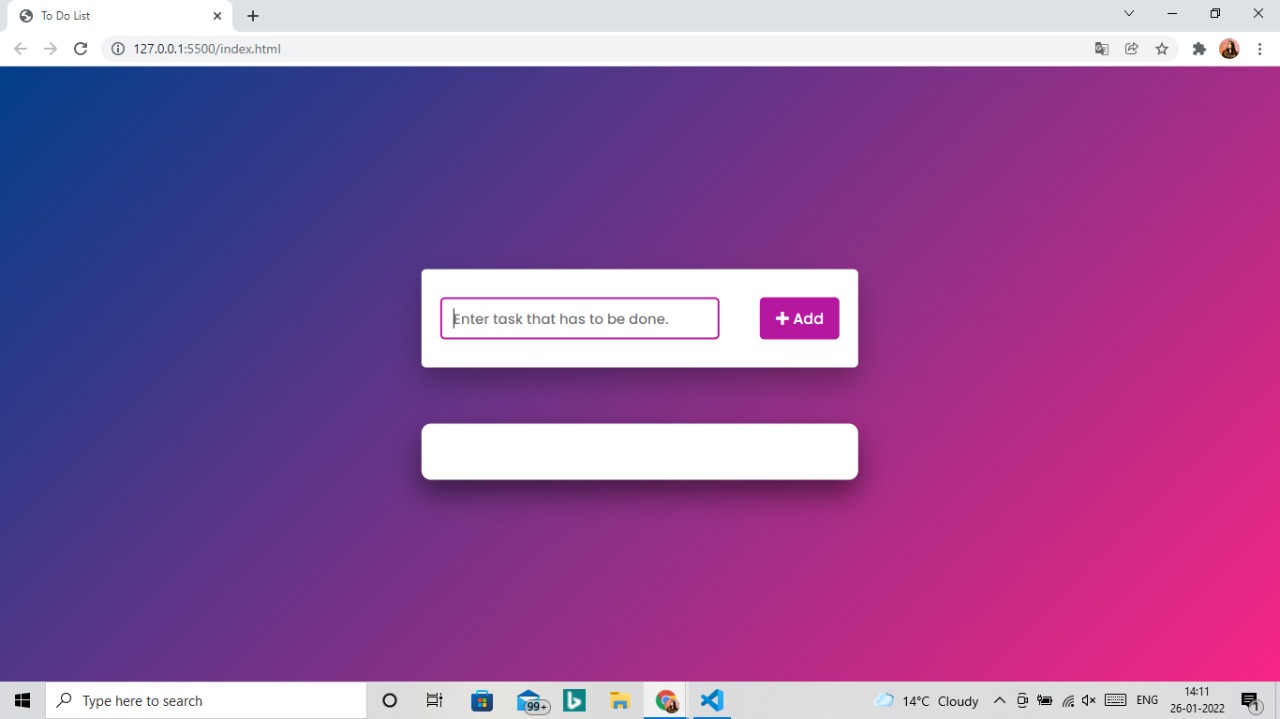 To Do List
127.0.0.1:5500/index.html
Enter task that has to be done.
Add
Type here to search
99+
14°C Cloudy
ENG
4:11
26-01-2022
1